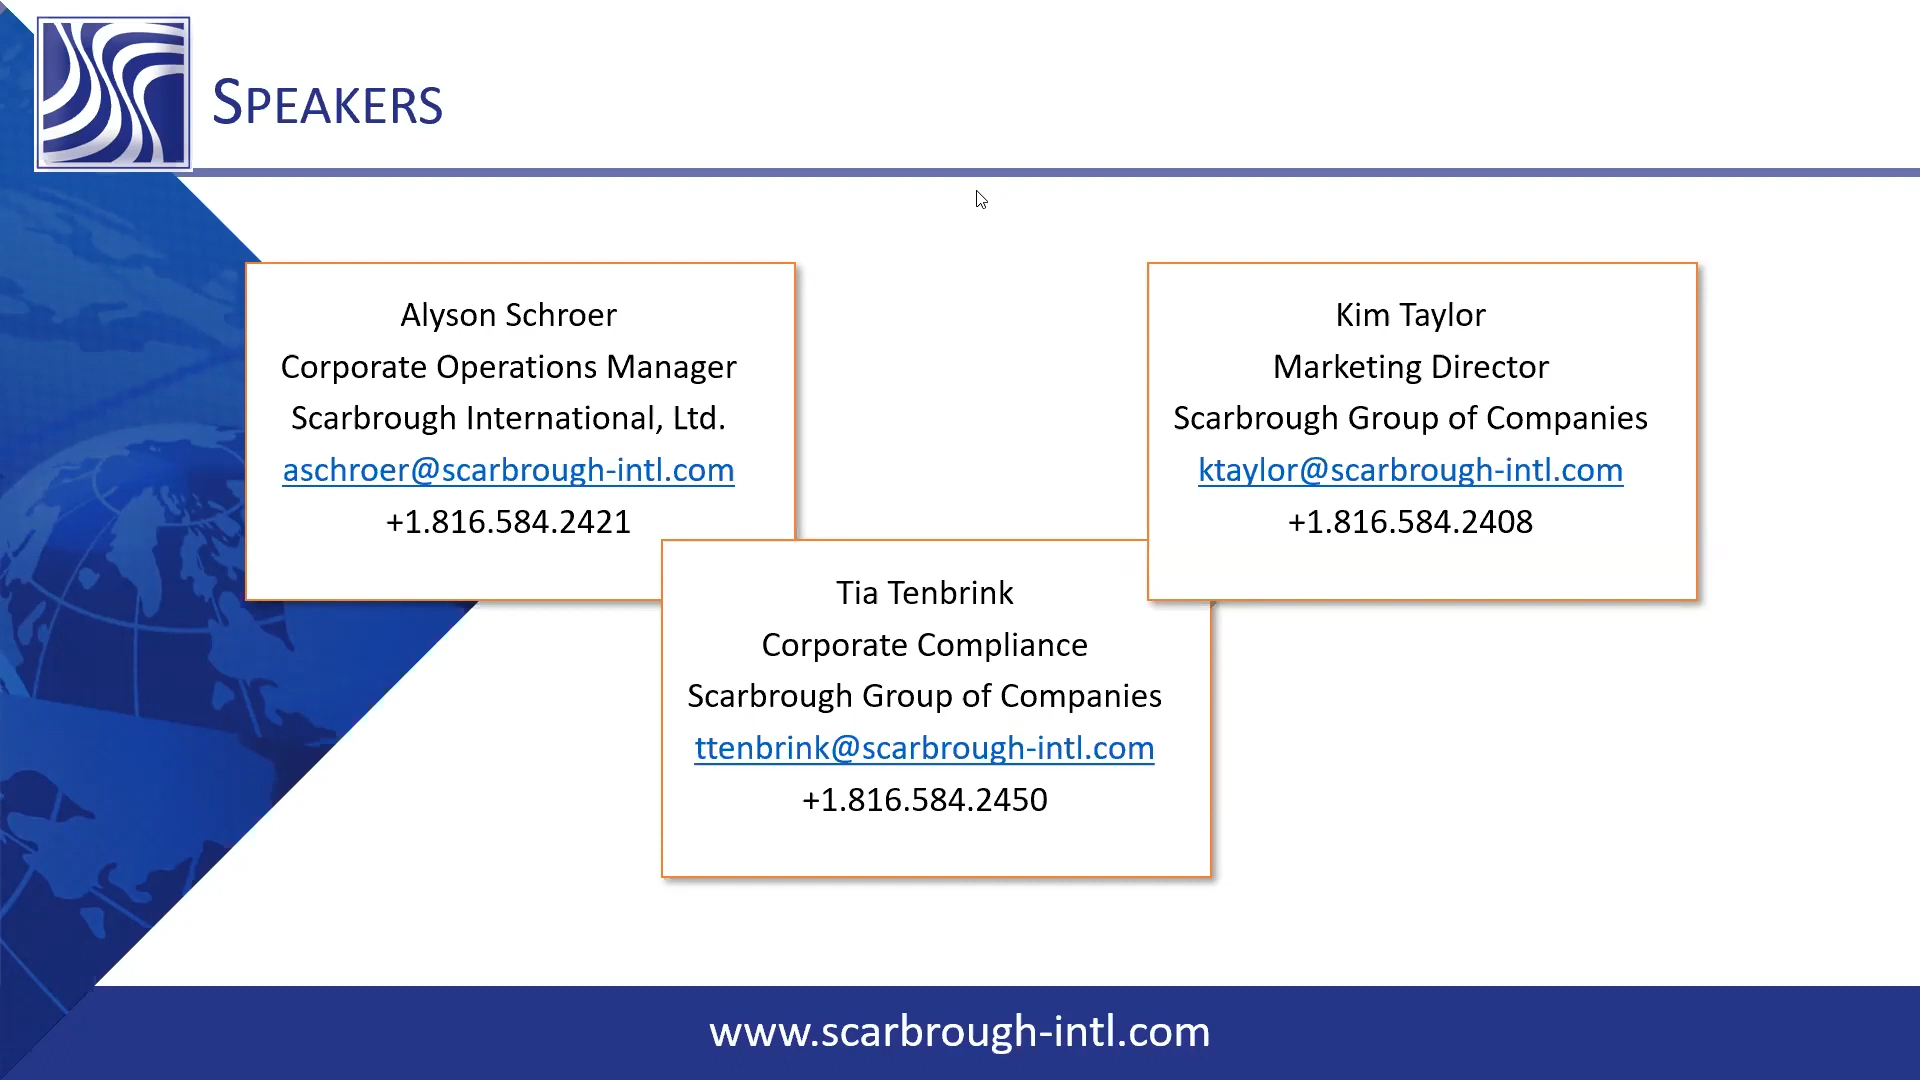 SPEAKERS
Alyson Schroer
Corporate Operations Manager
Scarbrough International, Ltd.
aschroer@scarbrough-intl.com
+1.816.584.2421
Kim Taylor
Marketing Director
Scarbrough Group of Companies
ktaylor@scarbrough-intl.com
+1.816.584.2408
Tia Tenbrink
Corporate Compliance
Scarbrough Group of Companies
ttenbrink@scarbrough-intl.com
+1.816.584.2450
www.scarbrough-intl.com